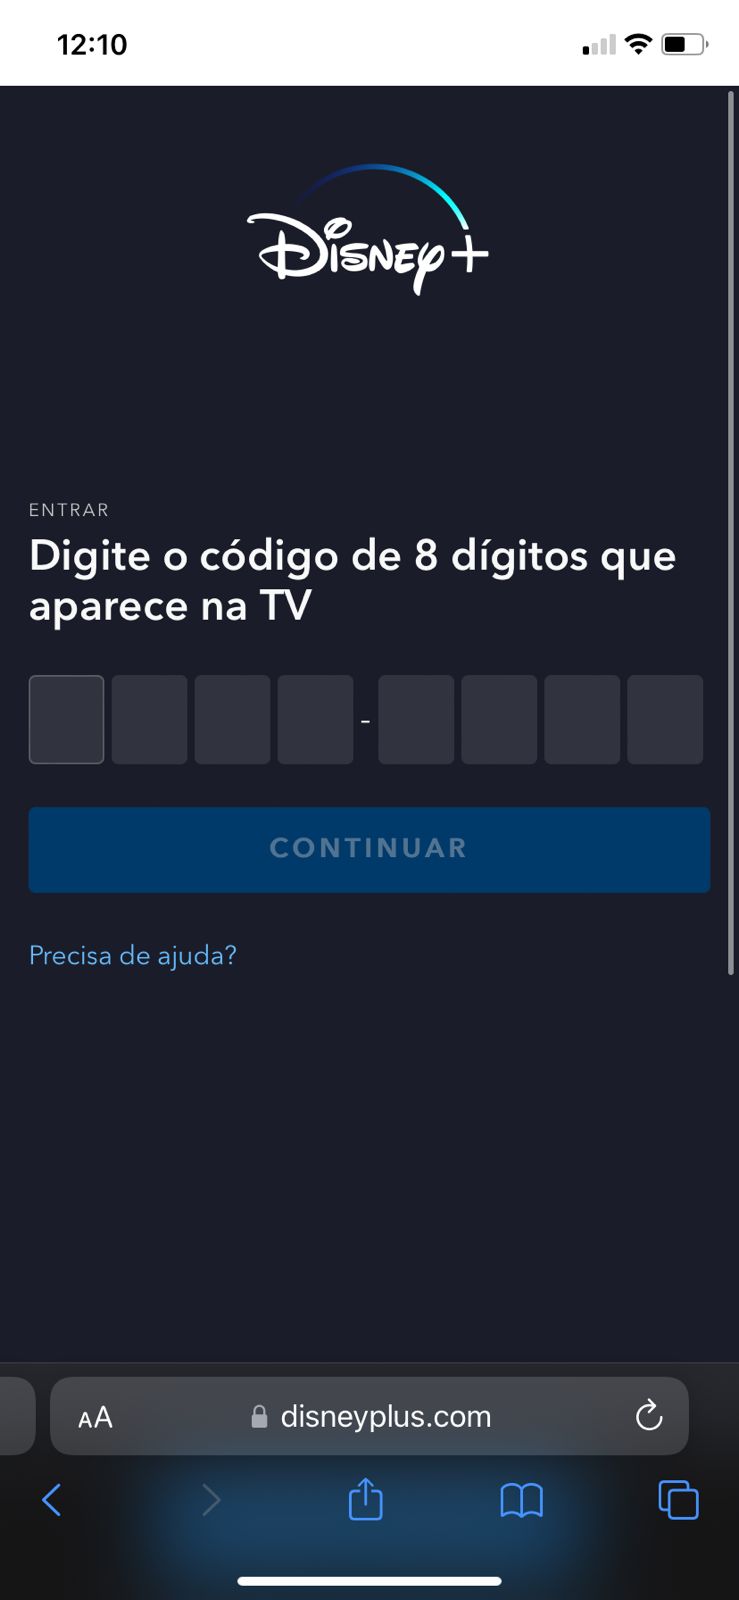 12:10
Disney+
ENTRAR
Digite o código de 8 dígitos que
aparece na TV
-
CONTINUAR
Precisa de ajuda?
AA disneyplus.com